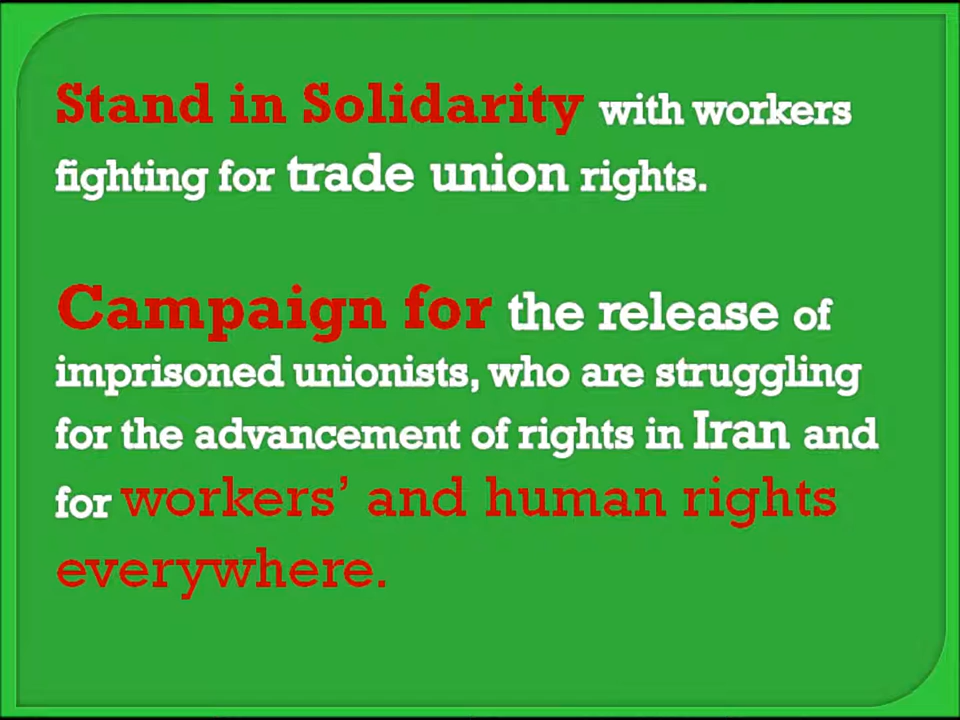 Stand in Solidarity with workers
fighting for trade union rights.
Campaign for the release of
imprisoned unionists, who are struggling
for the advancement of rights in Iran and
for workers’ and human rights
everywhere.